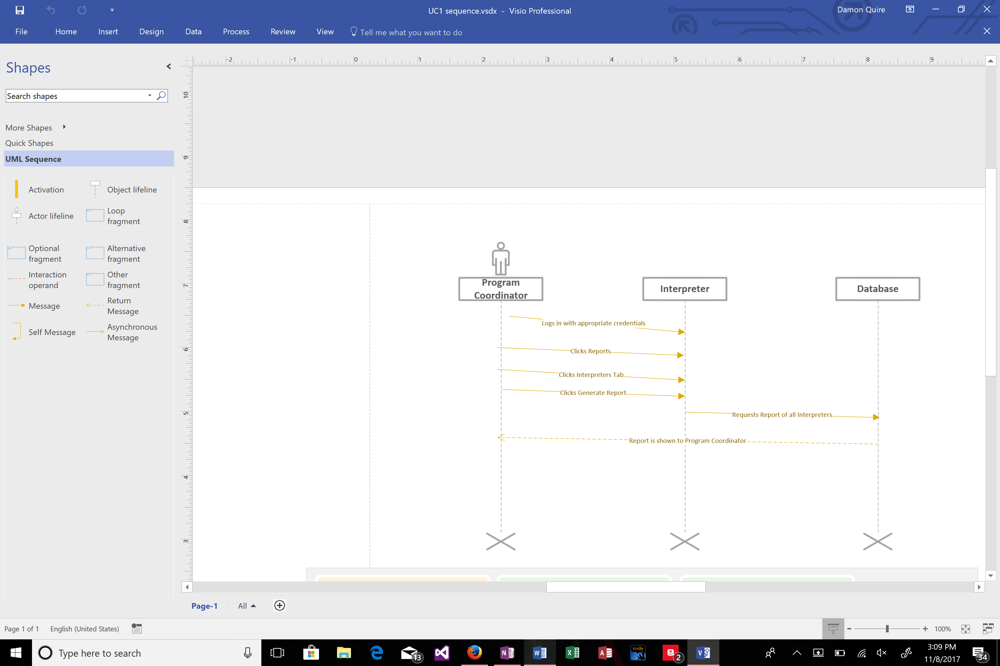 UC1 sequence.vsdx - Visio Professional
Damon Quire
File Home Insert Design Data Process Review View Tell me what you want to do
Shapes
Search shapes
More Shapes
Quick Shapes
UML Sequence
Activation
Object lifeline
Actor lifeline
Loop
fragment
Optional
fragment
Alternative
fragment
Interaction
operand
Other
fragment
Message
Return
Message
Self Message
Asynchronous
Message
-2 -1 0 1 2 3 4 5 6 7 8 9
10
9
8
7
6
5
4
3
Program
Coordinator
Interpreter
Database
Logs in with appropriate credentials
Clicks Reports
Clicks Interpreters Tab
Clicks Generate Report
Requests Report of all Interpreters
Report is shown to Program Coordinator
Page-1 All
Page 1 of 1 English (United States)
100%
Type here to search
13
N
W
X
A
kindle
2
V
3:09 PM
11/8/2017
34